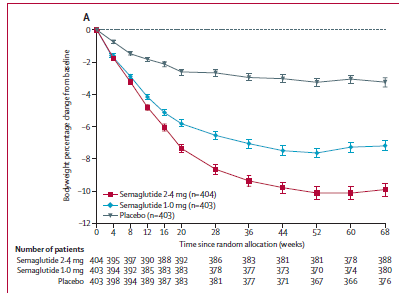 A
0
−2
−4
−6
−8
−10
−12
Bodyweight percentage change from baseline
Semaglutide 2·4 mg (n=404)
Semaglutide 1·0 mg (n=403)
Placebo (n=403)
0 4 8 12 16 20 28 36 44 52 60 68
Time since random allocation (weeks)
Number of patients
Semaglutide 2·4 mg 404 395 397 390 388 392 386 383 381 381 378 388
Semaglutide 1·0 mg 403 394 392 385 383 383 378 377 373 370 374 380
Placebo 403 398 394 389 387 383 381 377 371 367 366 376